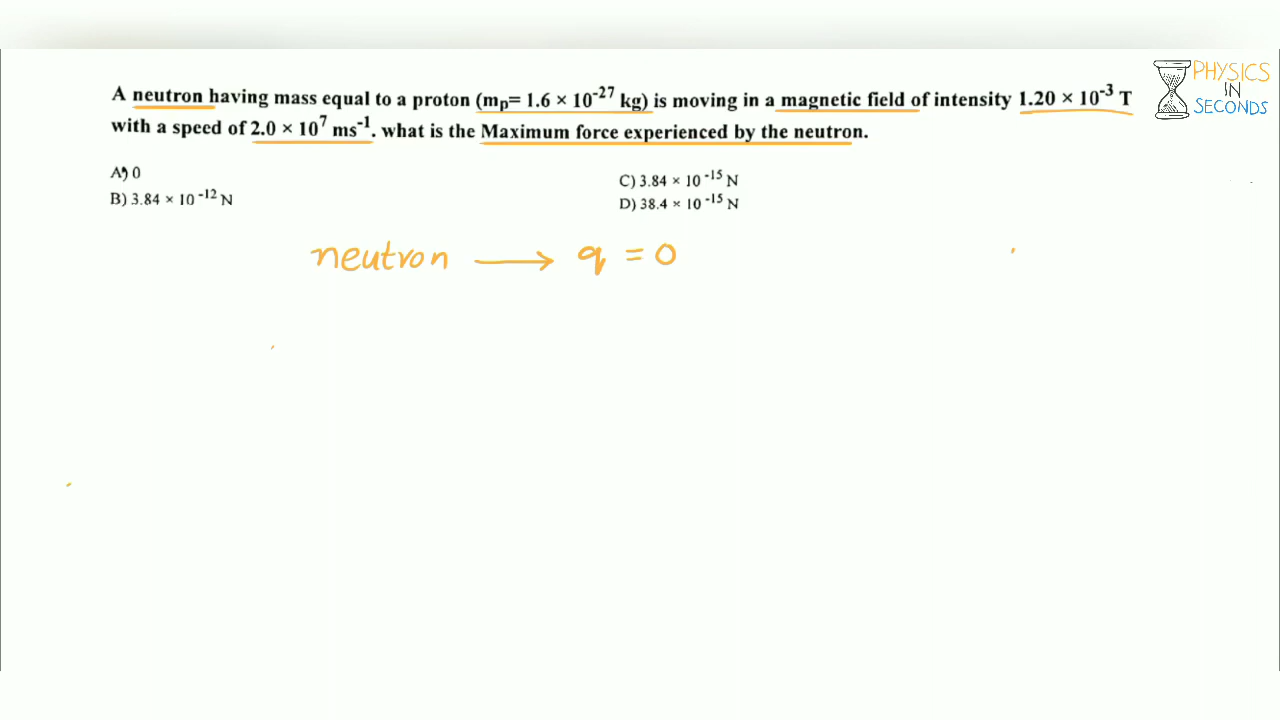 PHYSICS
IN
SECONDS
A neutron having mass equal to a proton (mp= 1.6 × 10⁻²⁷ kg) is moving in a magnetic field of intensity 1.20 × 10⁻³ T
with a speed of 2.0 × 10⁷ ms⁻¹. what is the Maximum force experienced by the neutron.
A) 0
B) 3.84 × 10⁻¹² N
C) 3.84 × 10⁻¹⁵ N
D) 38.4 × 10⁻¹⁵ N
neutron ⟶ q = 0